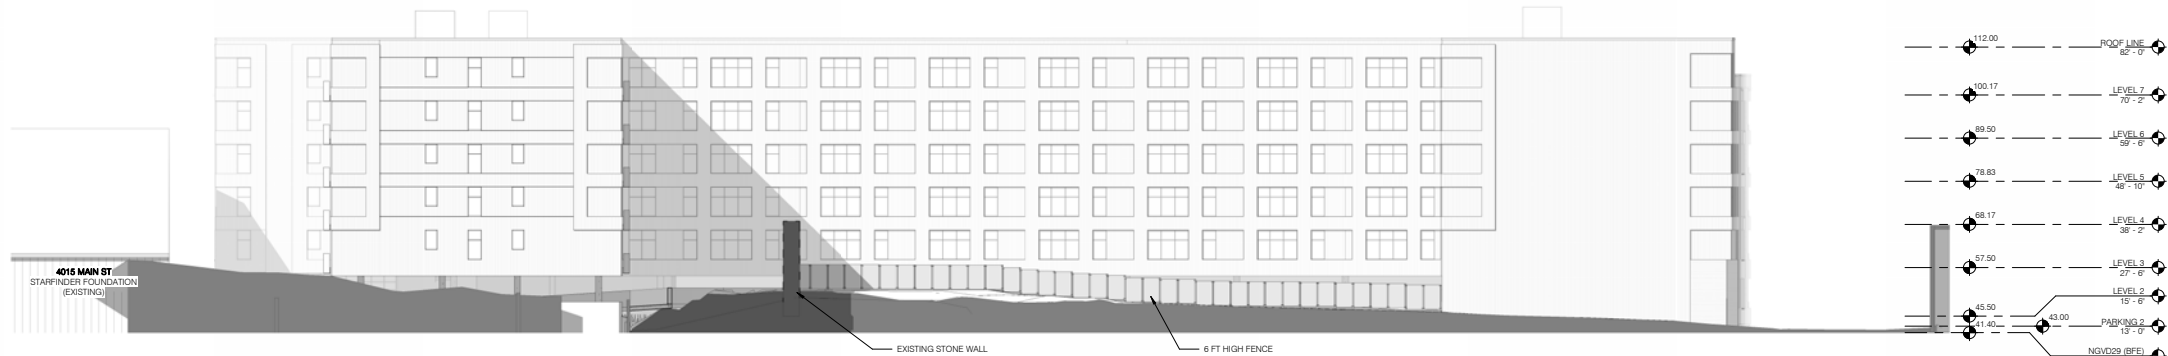 112.00
ROOF LINE
82' - 0"
100.17
LEVEL 7
70' - 2"
89.50
LEVEL 6
59' - 6"
78.83
LEVEL 5
48' - 10"
68.17
LEVEL 4
38' - 2"
4015 MAIN ST
STARFINDER FOUNDATION
(EXISTING)
57.50
LEVEL 3
27' - 6"
LEVEL 2
15' - 6"
45.50
43.00
PARKING 2
13' - 0"
41.40
EXISTING STONE WALL
6 FT HIGH FENCE
NGVD29 (BFE)